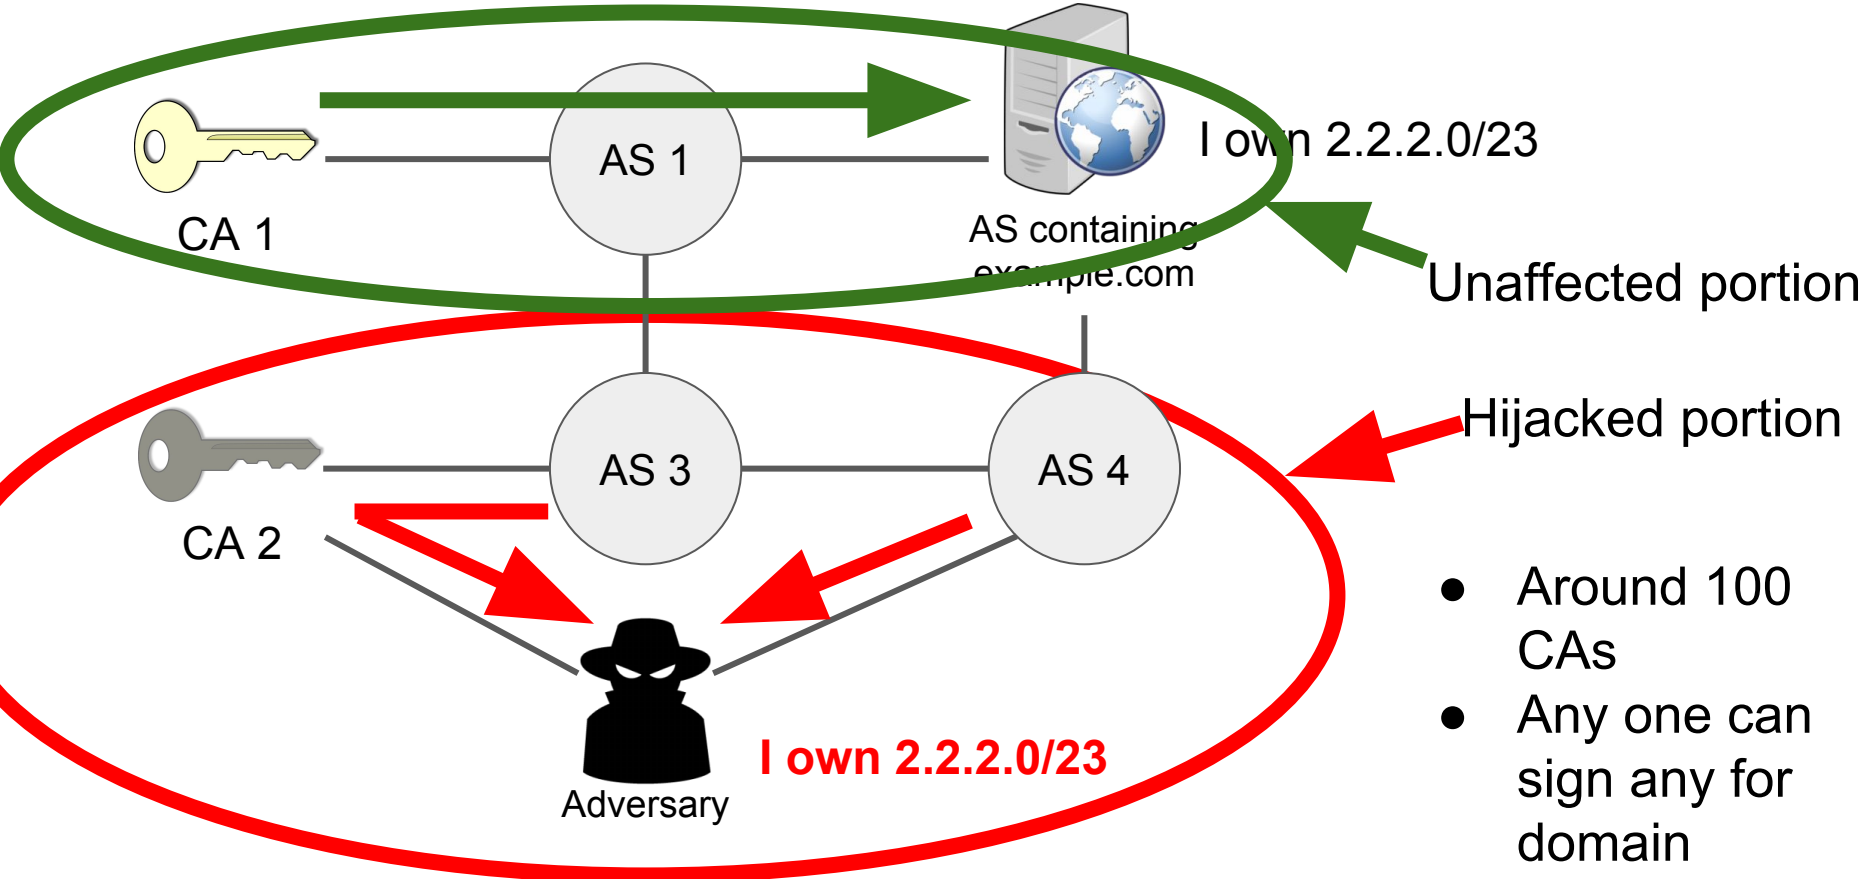 AS 1
I own 2.2.2.0/23
CA 1
AS containing
example.com
Unaffected portion
Hijacked portion
AS 3
AS 4
CA 2
I own 2.2.2.0/23
Adversary
● Around 100
CAs
● Any one can
sign any for
domain